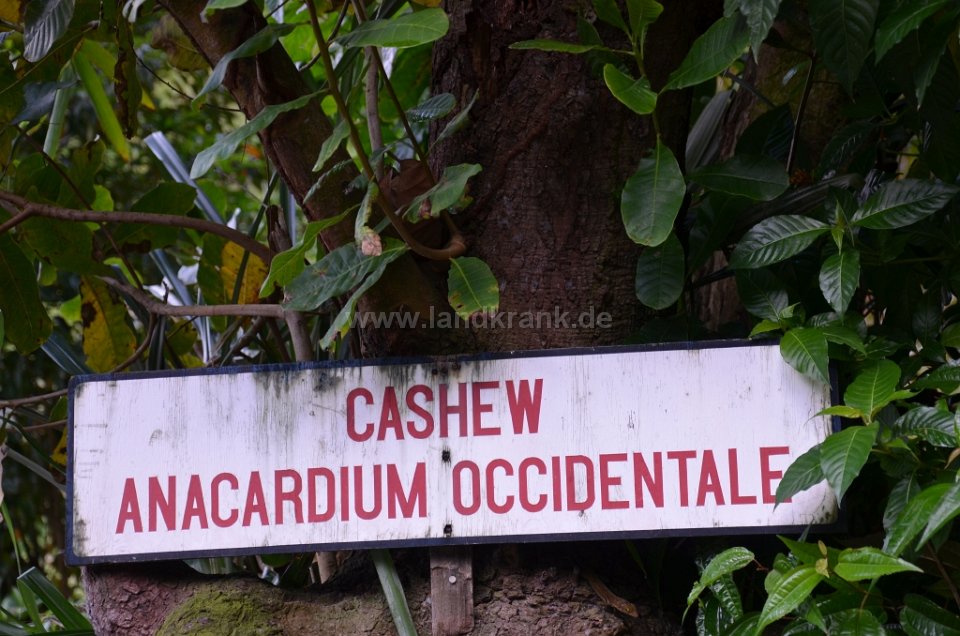 www.landkrank.de
CASHEW
ANACARDIUM OCCIDENTALE